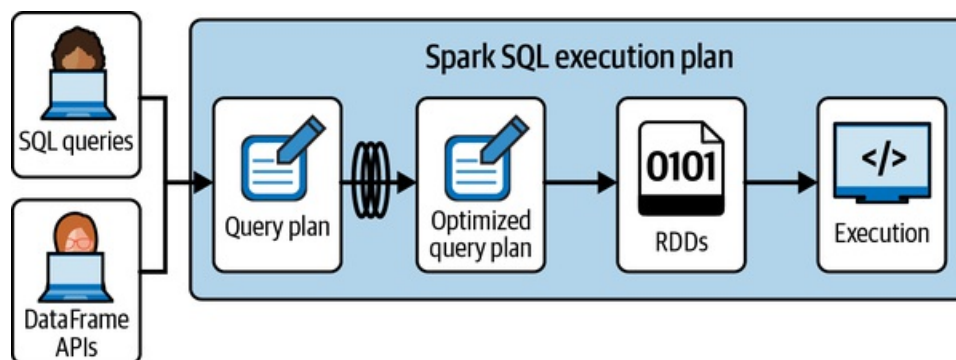 SQL queries
DataFrame
APIs
Spark SQL execution plan
Query plan
Optimized
query plan
0101
RDDs
</>
Execution